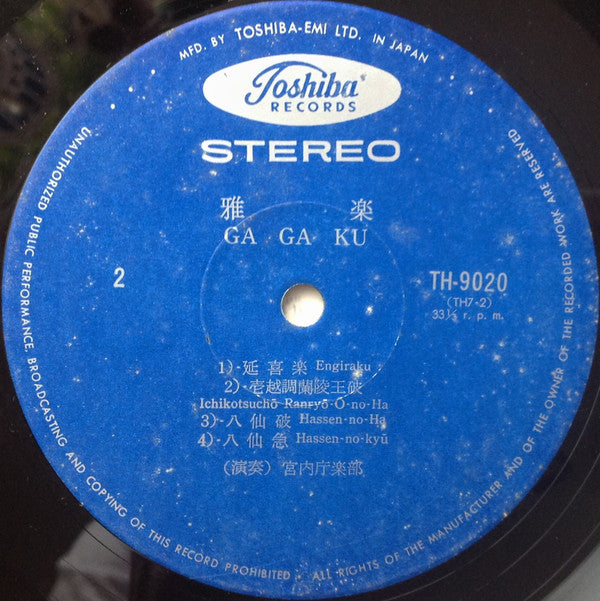 MFD. BY TOSHIBA-EMI LTD. IN JAPAN
Toshiba
RECORDS
STEREO
雅 楽
GA GA KU
2
TH-9020
(TH7-2)
33⅓ r. p. m.
1)・延喜楽 Engiraku
2)・壱越調蘭陵王破
Ichikotsuchō Ranryō-Ō-no-Ha
3)・八仙破 Hassen-no-Ha
4)・八仙急 Hassen-no-kyū
(演奏) 宮内庁楽部
UNAUTHORIZED PUBLIC PERFORMANCE, BROADCASTING AND COPYING OF THIS RECORD PROHIBITED. ALL RIGHTS OF THE MANUFACTURER AND OF THE OWNER OF THE RECORDED WORK ARE RESERVED